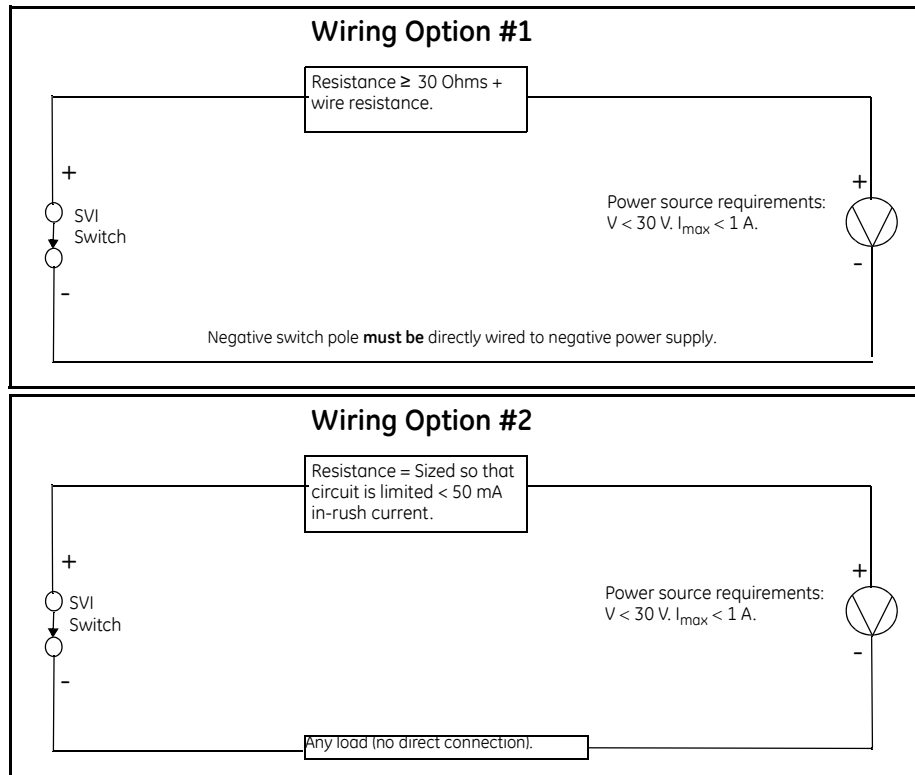 Wiring Option #1
Resistance ≥ 30 Ohms +
wire resistance.
+
+
SVI
Switch
Power source requirements:
V < 30 V. Imax < 1 A.
-
-
Negative switch pole must be directly wired to negative power supply.
Wiring Option #2
Resistance = Sized so that
circuit is limited < 50 mA
in-rush current.
+
+
SVI
Switch
Power source requirements:
V < 30 V. Imax < 1 A.
-
-
Any load (no direct connection).